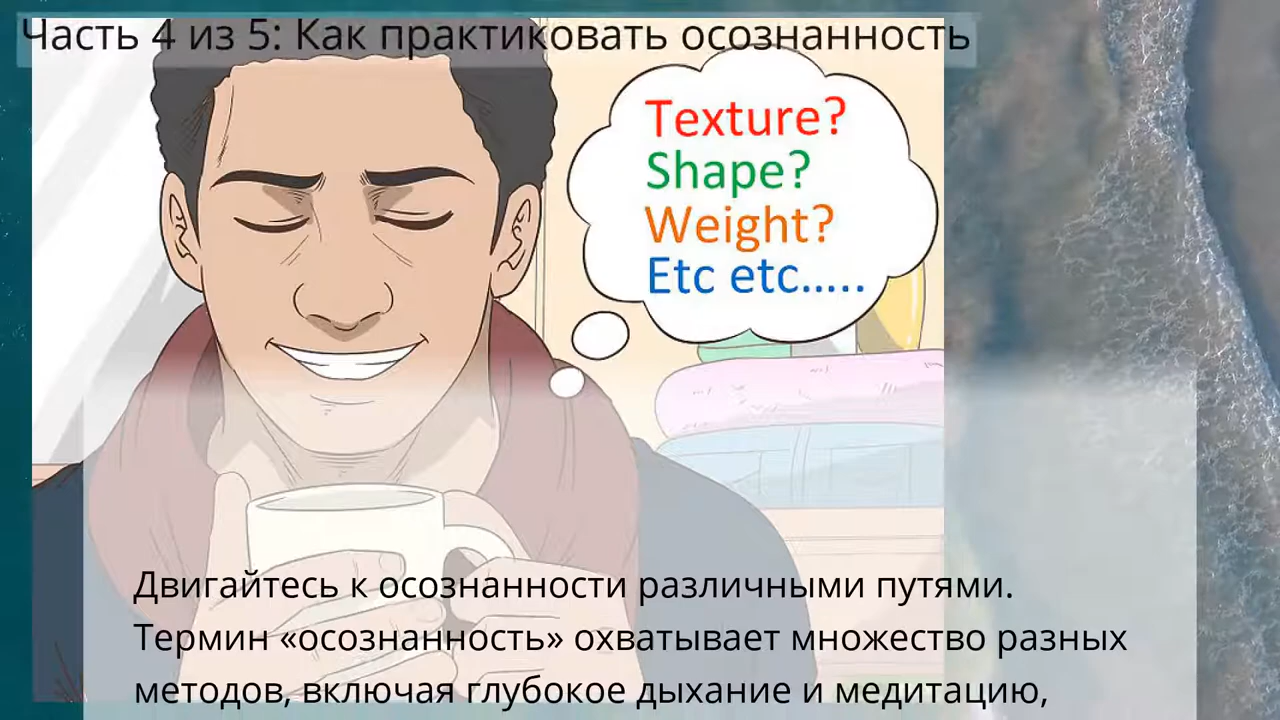 Часть 4 из 5: Как практиковать осознанность
Texture?
Shape?
Weight?
Etc etc.....
Двигайтесь к осознанности различными путями.
Термин «осознанность» охватывает множество разных
методов, включая глубокое дыхание и медитацию,